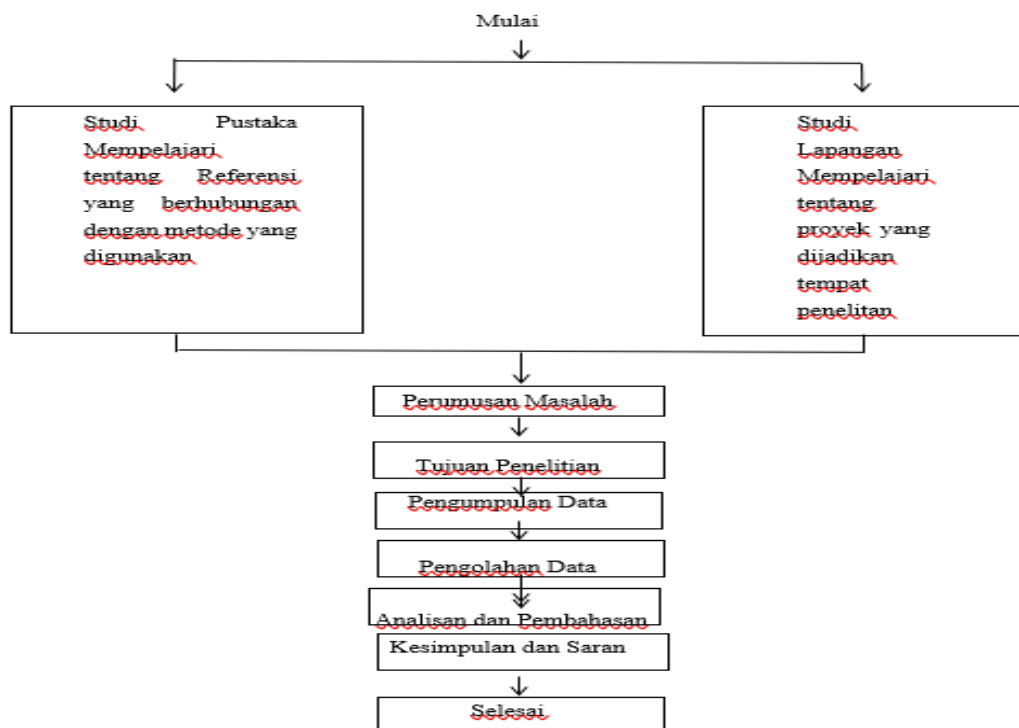 Mulai
Studi Pustaka
Mempelajari
tentang Referensi
yang berhubungan
dengan metode yang
digunakan
Studi
Lapangan
Mempelajari
tentang
proyek yang
dijadikan
tempat
penelitan
Perumusan Masalah
Tujuan Penelitian
Pengumpulan Data
Pengolahan Data
Analisan dan Pembahasan
Kesimpulan dan Saran
Selesai